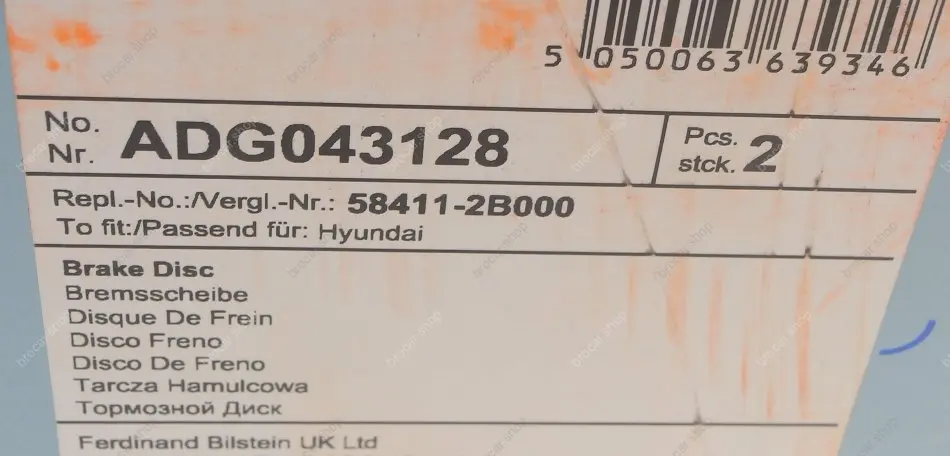 5 050063 639346
No. ADG043128 Pcs. 2
Nr. stck.
Repl.-No.:/Vergl.-Nr.: 58411-2B000
To fit:/Passend für: Hyundai
Brake Disc
Bremsscheibe
Disque De Frein
Disco Freno
Disco De Freno
Tarcza Hamulcowa
Тормозной Диск
Ferdinand Bilstein UK Ltd
brocar.shop